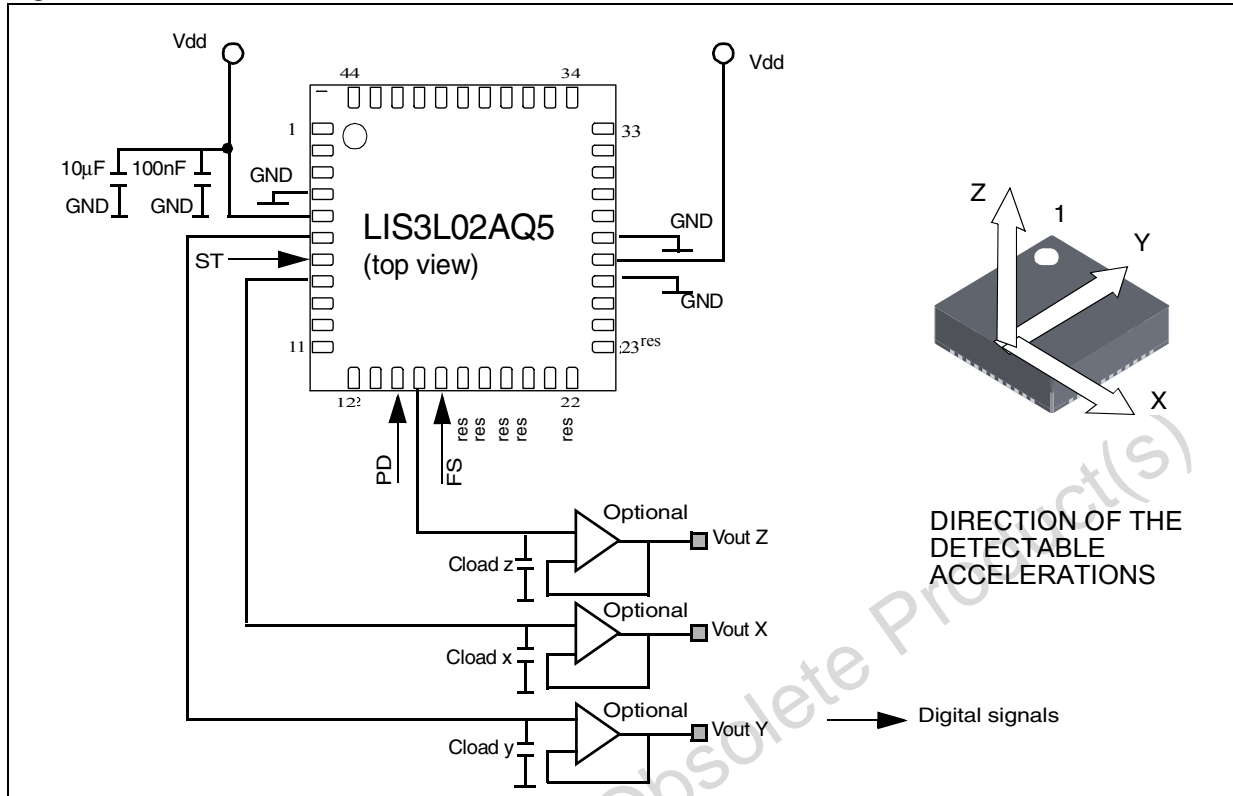 Vdd
Vdd
44
34
1
33
10µF
100nF
GND
GND
GND
LIS3L02AQ5
(top view)
GND
GND
ST
11
23 res
12
22
PD
FS
res
res
res
res
res
Z
1
Y
X
DIRECTION OF THE
DETECTABLE
ACCELERATIONS
Optional
Vout Z
Cload z
Optional
Vout X
Cload x
Optional
Vout Y
Cload y
Digital signals
Obsolete Product(s)